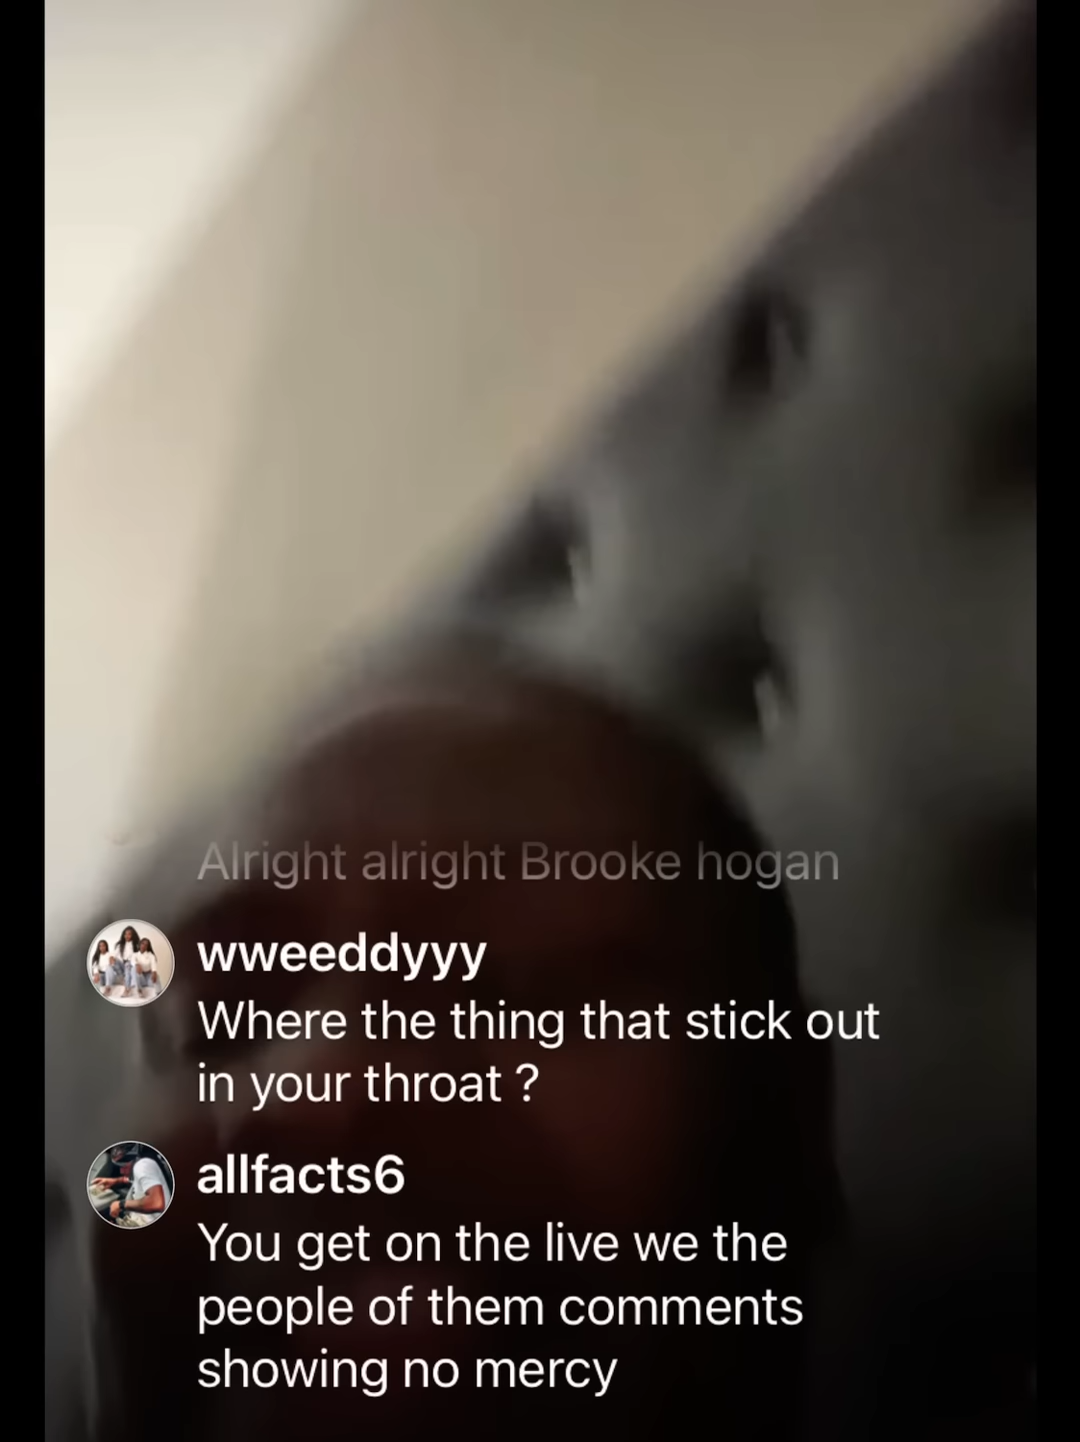 Alright alright Brooke hogan
wweeddyyy
Where the thing that stick out
in your throat ?
allfacts6
You get on the live we the
people of them comments
showing no mercy